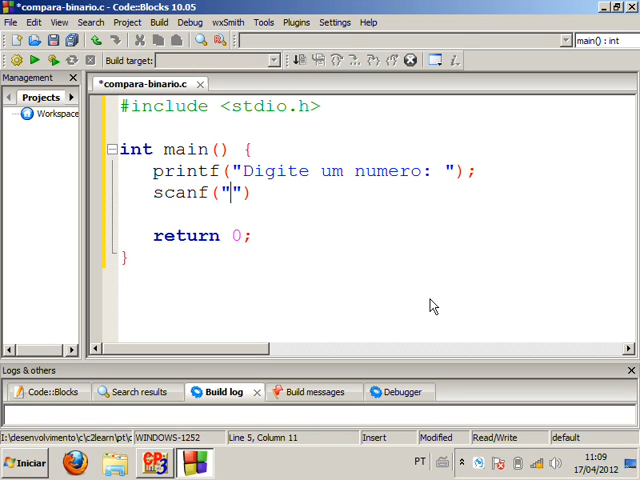 *compara-binario.c - Code::Blocks 10.05
File Edit View Search Project Build Debug wxSmith Tools Plugins Settings Help
Build target:
main() : int
Management
Projects
Workspace
*compara-binario.c
#include <stdio.h>
int main() {
printf("Digite um numero: ");
scanf("")
return 0;
}
Logs & others
Code::Blocks Search results Build log Build messages Debugger
I:\desenvolvimento\c\c2learn\pt\c WINDOWS-1252 Line 5, Column 11 Insert Modified Read/Write default
Iniciar
PT
11:09
17/04/2012